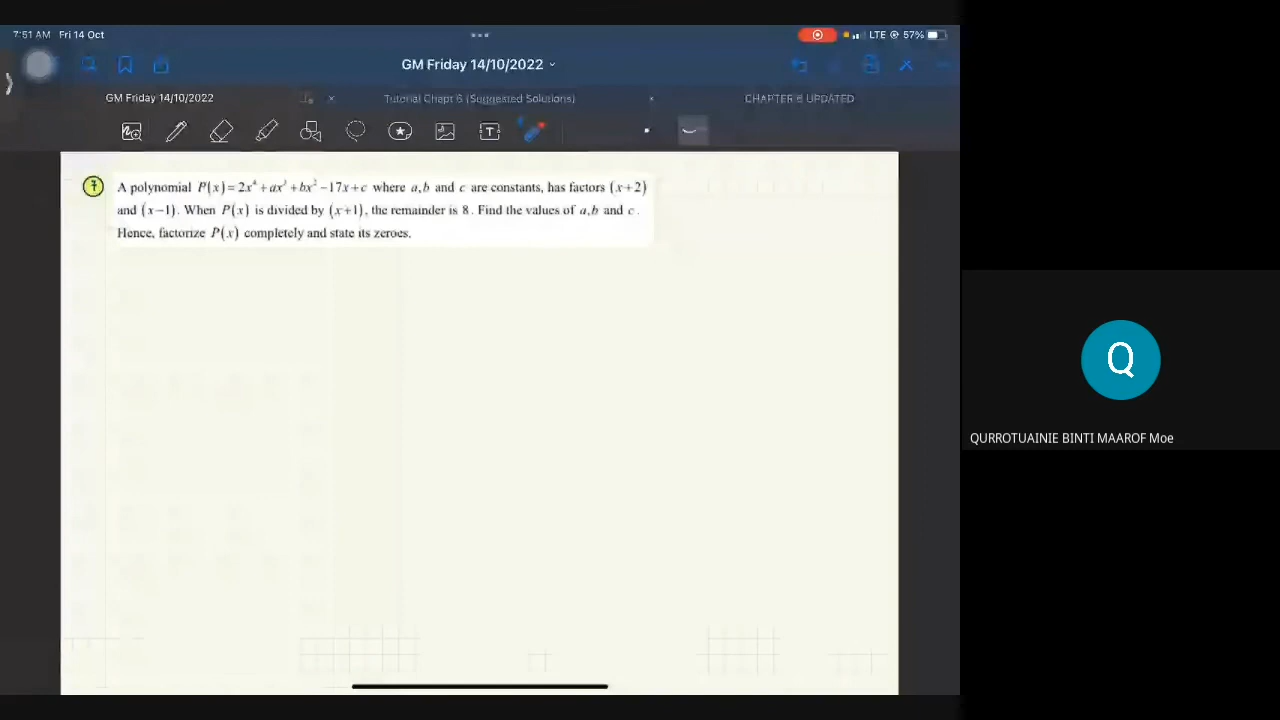 7:51 AM Fri 14 Oct
LTE 57%
GM Friday 14/10/2022
GM Friday 14/10/2022
Tutorial Chapt 6 (Suggested Solutions)
CHAPTER 6 UPDATED
7
A polynomial P(x)=2x⁴+ax³+bx²−17x+c where a,b and c are constants, has factors (x+2)
and (x−1). When P(x) is divided by (x+1), the remainder is 8. Find the values of a,b and c.
Hence, factorize P(x) completely and state its zeroes.
Q
QURROTUAINIE BINTI MAAROF Moe